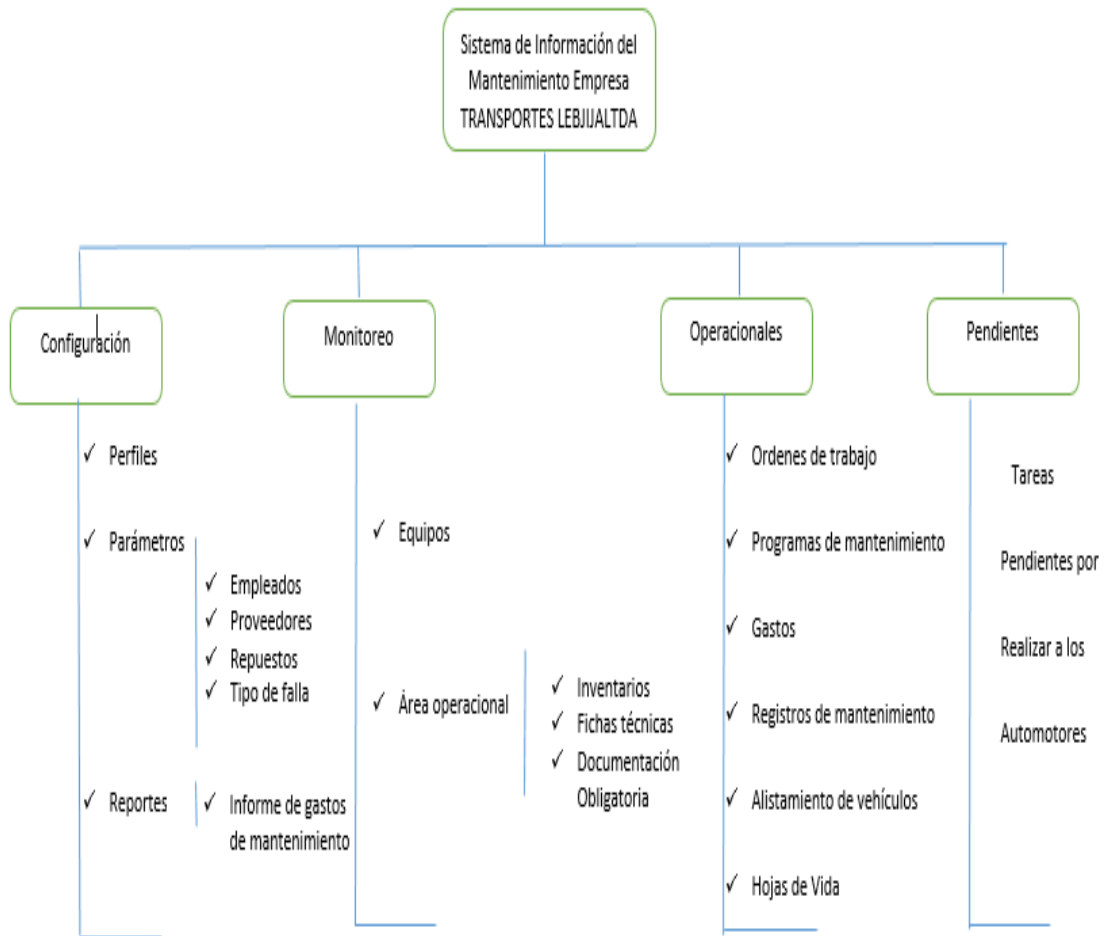 Sistema de Información del
Mantenimiento Empresa
TRANSPORTES LEBJIJALTDA
Configuración
✓ Perfiles
✓ Parámetros
✓ Empleados
✓ Proveedores
✓ Repuestos
✓ Tipo de falla
✓ Reportes
✓ Informe de gastos
de mantenimiento
Monitoreo
✓ Equipos
✓ Área operacional
✓ Inventarios
✓ Fichas técnicas
✓ Documentación
Obligatoria
Operacionales
✓ Ordenes de trabajo
✓ Programas de mantenimiento
✓ Gastos
✓ Registros de mantenimiento
✓ Alistamiento de vehículos
✓ Hojas de Vida
Pendientes
Tareas
Pendientes por
Realizar a los
Automotores